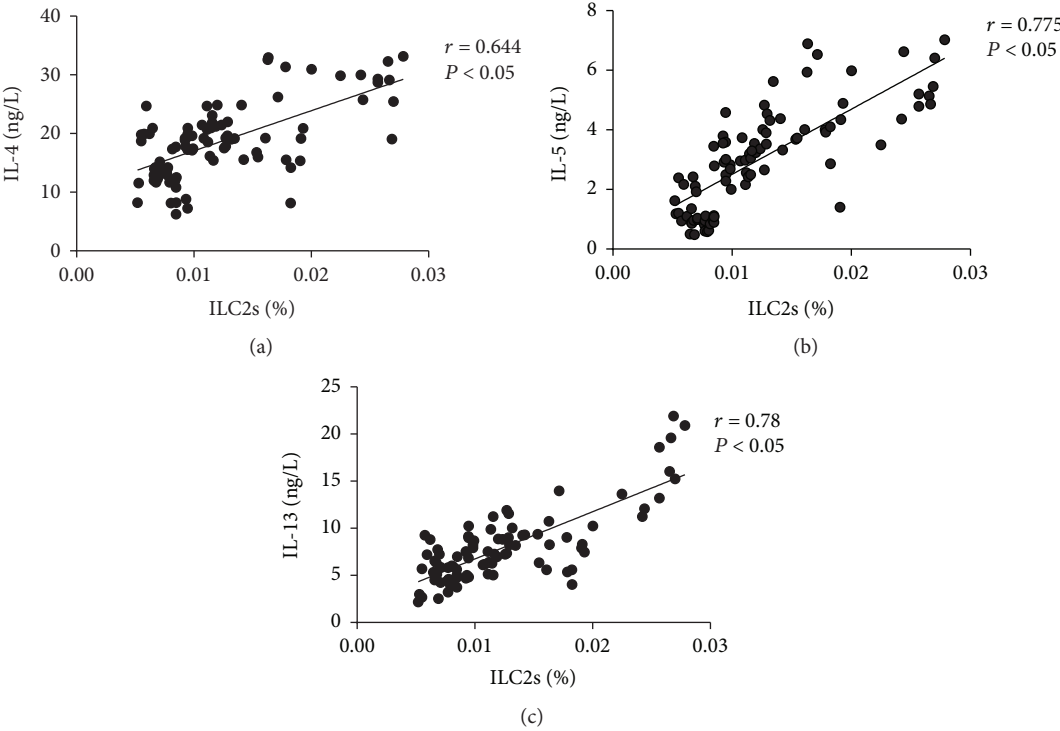 40
30
20
10
0
IL-4 (ng/L)
0.00
0.01
0.02
0.03
ILC2s (%)
r = 0.644
P < 0.05
(a)
8
6
4
2
0
IL-5 (ng/L)
0.00
0.01
0.02
0.03
ILC2s (%)
r = 0.775
P < 0.05
(b)
25
20
15
10
5
0
IL-13 (ng/L)
0.00
0.01
0.02
0.03
ILC2s (%)
r = 0.78
P < 0.05
(c)